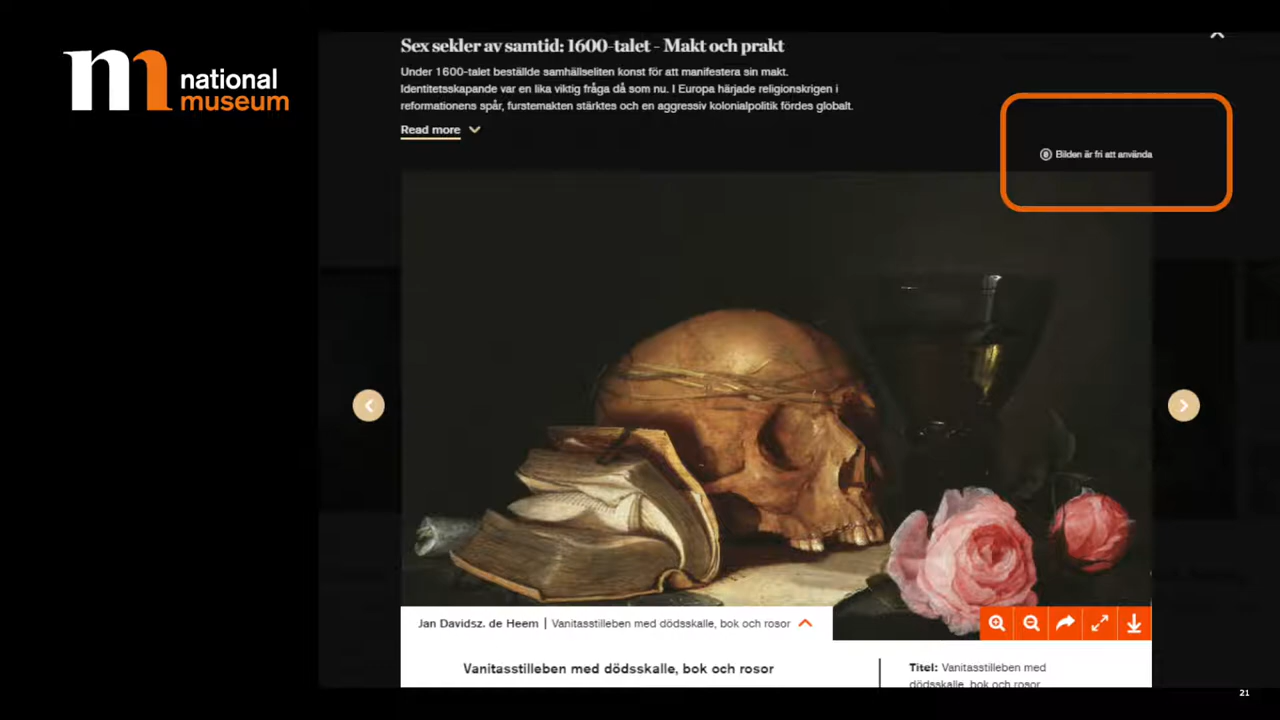 national
museum
Sex sekler av samtid: 1600-talet - Makt och prakt
Under 1600-talet beställde samhällseliten konst för att manifestera sin makt.
Identitetsskapande var en lika viktig fråga då som nu. I Europa härjade religionskrigen i
reformationens spår, furstemakten stärktes och en aggressiv kolonialpolitik fördes globalt.
Read more
Bilden är fri att använda
Jan Davidsz. de Heem | Vanitasstilleben med dödsskalle, bok och rosor
Vanitasstilleben med dödsskalle, bok och rosor
Titel: Vanitasstilleben med
dödsskalle, bok och rosor
21